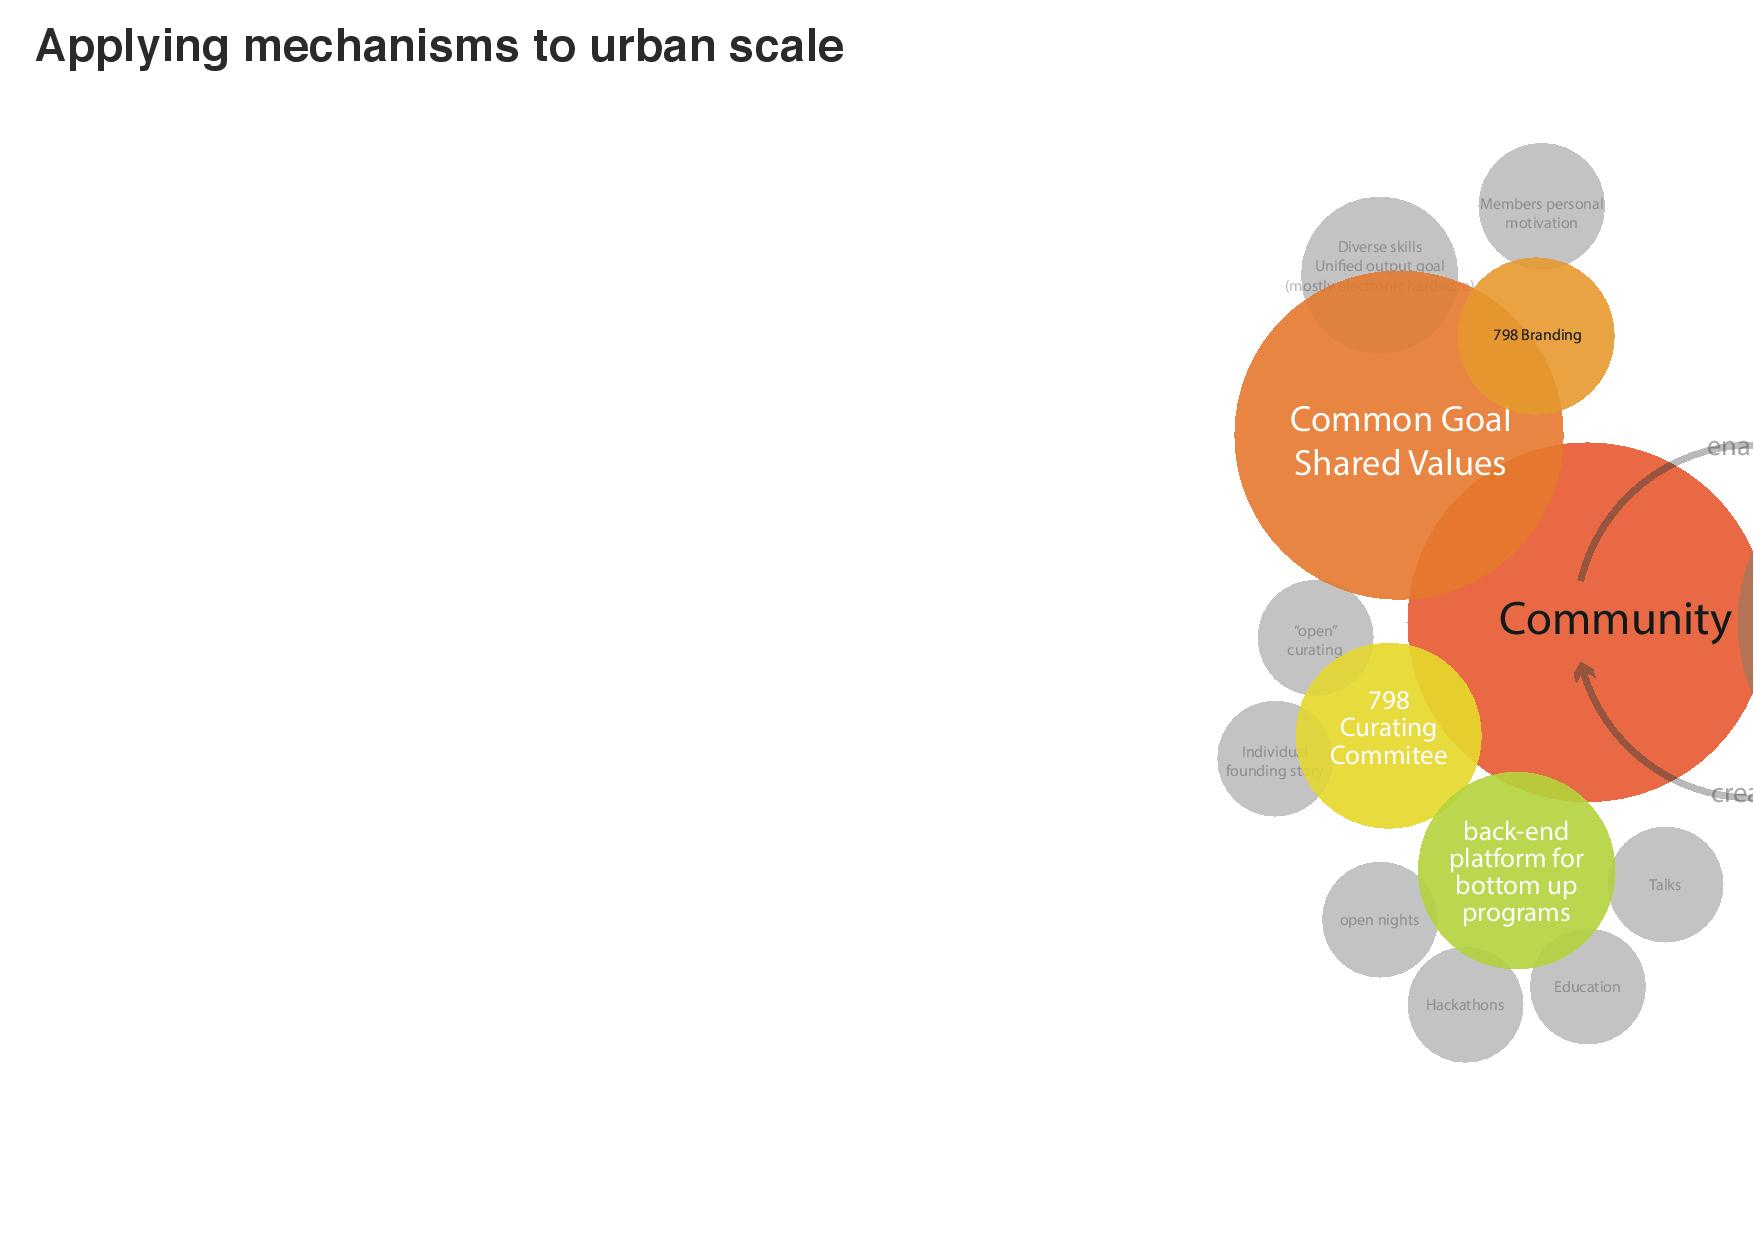 Applying mechanisms to urban scale
Members personal
motivation
Diverse skills
Unified output goal
(mostly electronic hardware)
798 Branding
Common Goal
Shared Values
ena
Community
"open"
curating
798
Curating
Commitee
Individual
founding story
crea
back-end
platform for
bottom up
programs
Talks
open nights
Education
Hackathons